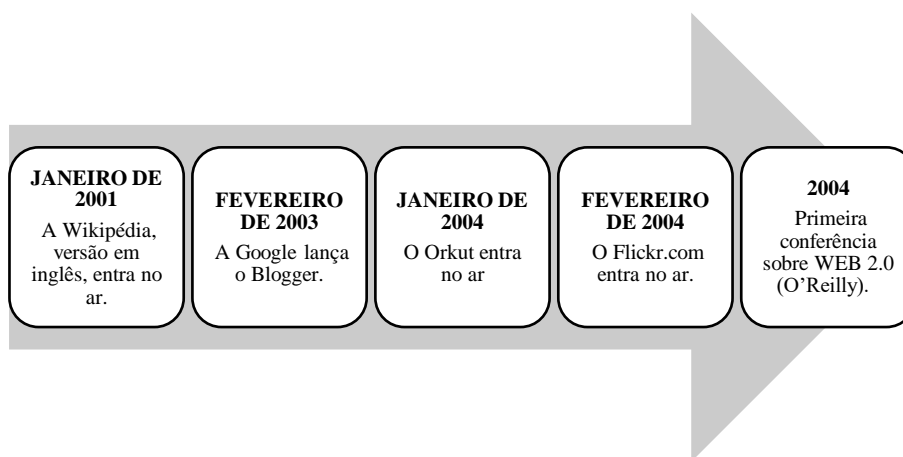 JANEIRO DE
2001
A Wikipédia,
versão em
inglês, entra no
ar.
FEVEREIRO
DE 2003
A Google lança
o Blogger.
JANEIRO DE
2004
O Orkut entra
no ar
FEVEREIRO
DE 2004
O Flickr.com
entra no ar.
2004
Primeira
conferência
sobre WEB 2.0
(O’Reilly).